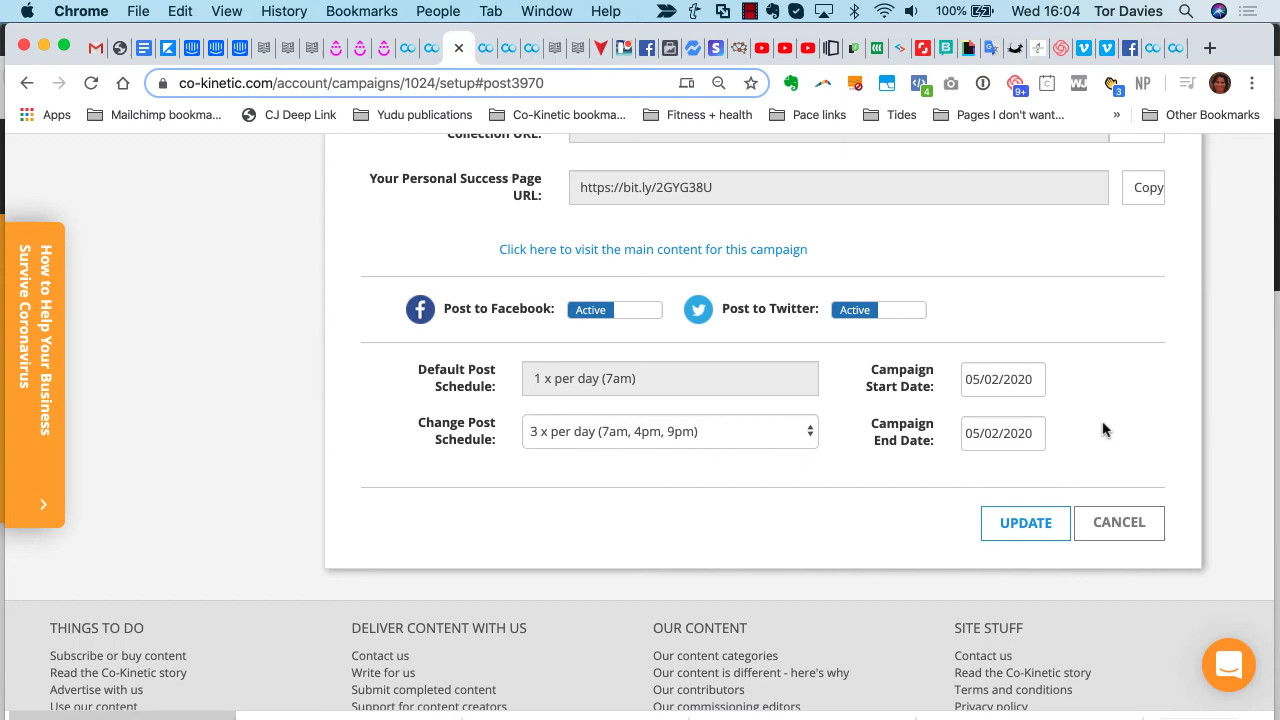 Chrome File Edit View History Bookmarks People Tab Window Help 100% Wed 16:04 Tor Davies
co-kinetic.com/account/campaigns/1024/setup#post3970
4 9+ WJ 3 NP
Apps Mailchimp bookma... CJ Deep Link Yudu publications Co-Kinetic bookma... Fitness + health Pace links Tides Pages I don't want... » Other Bookmarks
Collection URL:
Your Personal Success Page
URL:
https://bit.ly/2GYG38U
Copy
Click here to visit the main content for this campaign
Post to Facebook: Active Post to Twitter: Active
Default Post
Schedule:
1 x per day (7am)
Campaign
Start Date:
05/02/2020
Change Post
Schedule:
3 x per day (7am, 4pm, 9pm)
Campaign
End Date:
05/02/2020
UPDATE CANCEL
How to Help Your Business
Survive Coronavirus
THINGS TO DO
Subscribe or buy content
Read the Co-Kinetic story
Advertise with us
Use our content
DELIVER CONTENT WITH US
Contact us
Write for us
Submit completed content
Support for content creators
OUR CONTENT
Our content categories
Our content is different - here's why
Our contributors
Our commissioning editors
SITE STUFF
Contact us
Read the Co-Kinetic story
Terms and conditions
Privacy policy